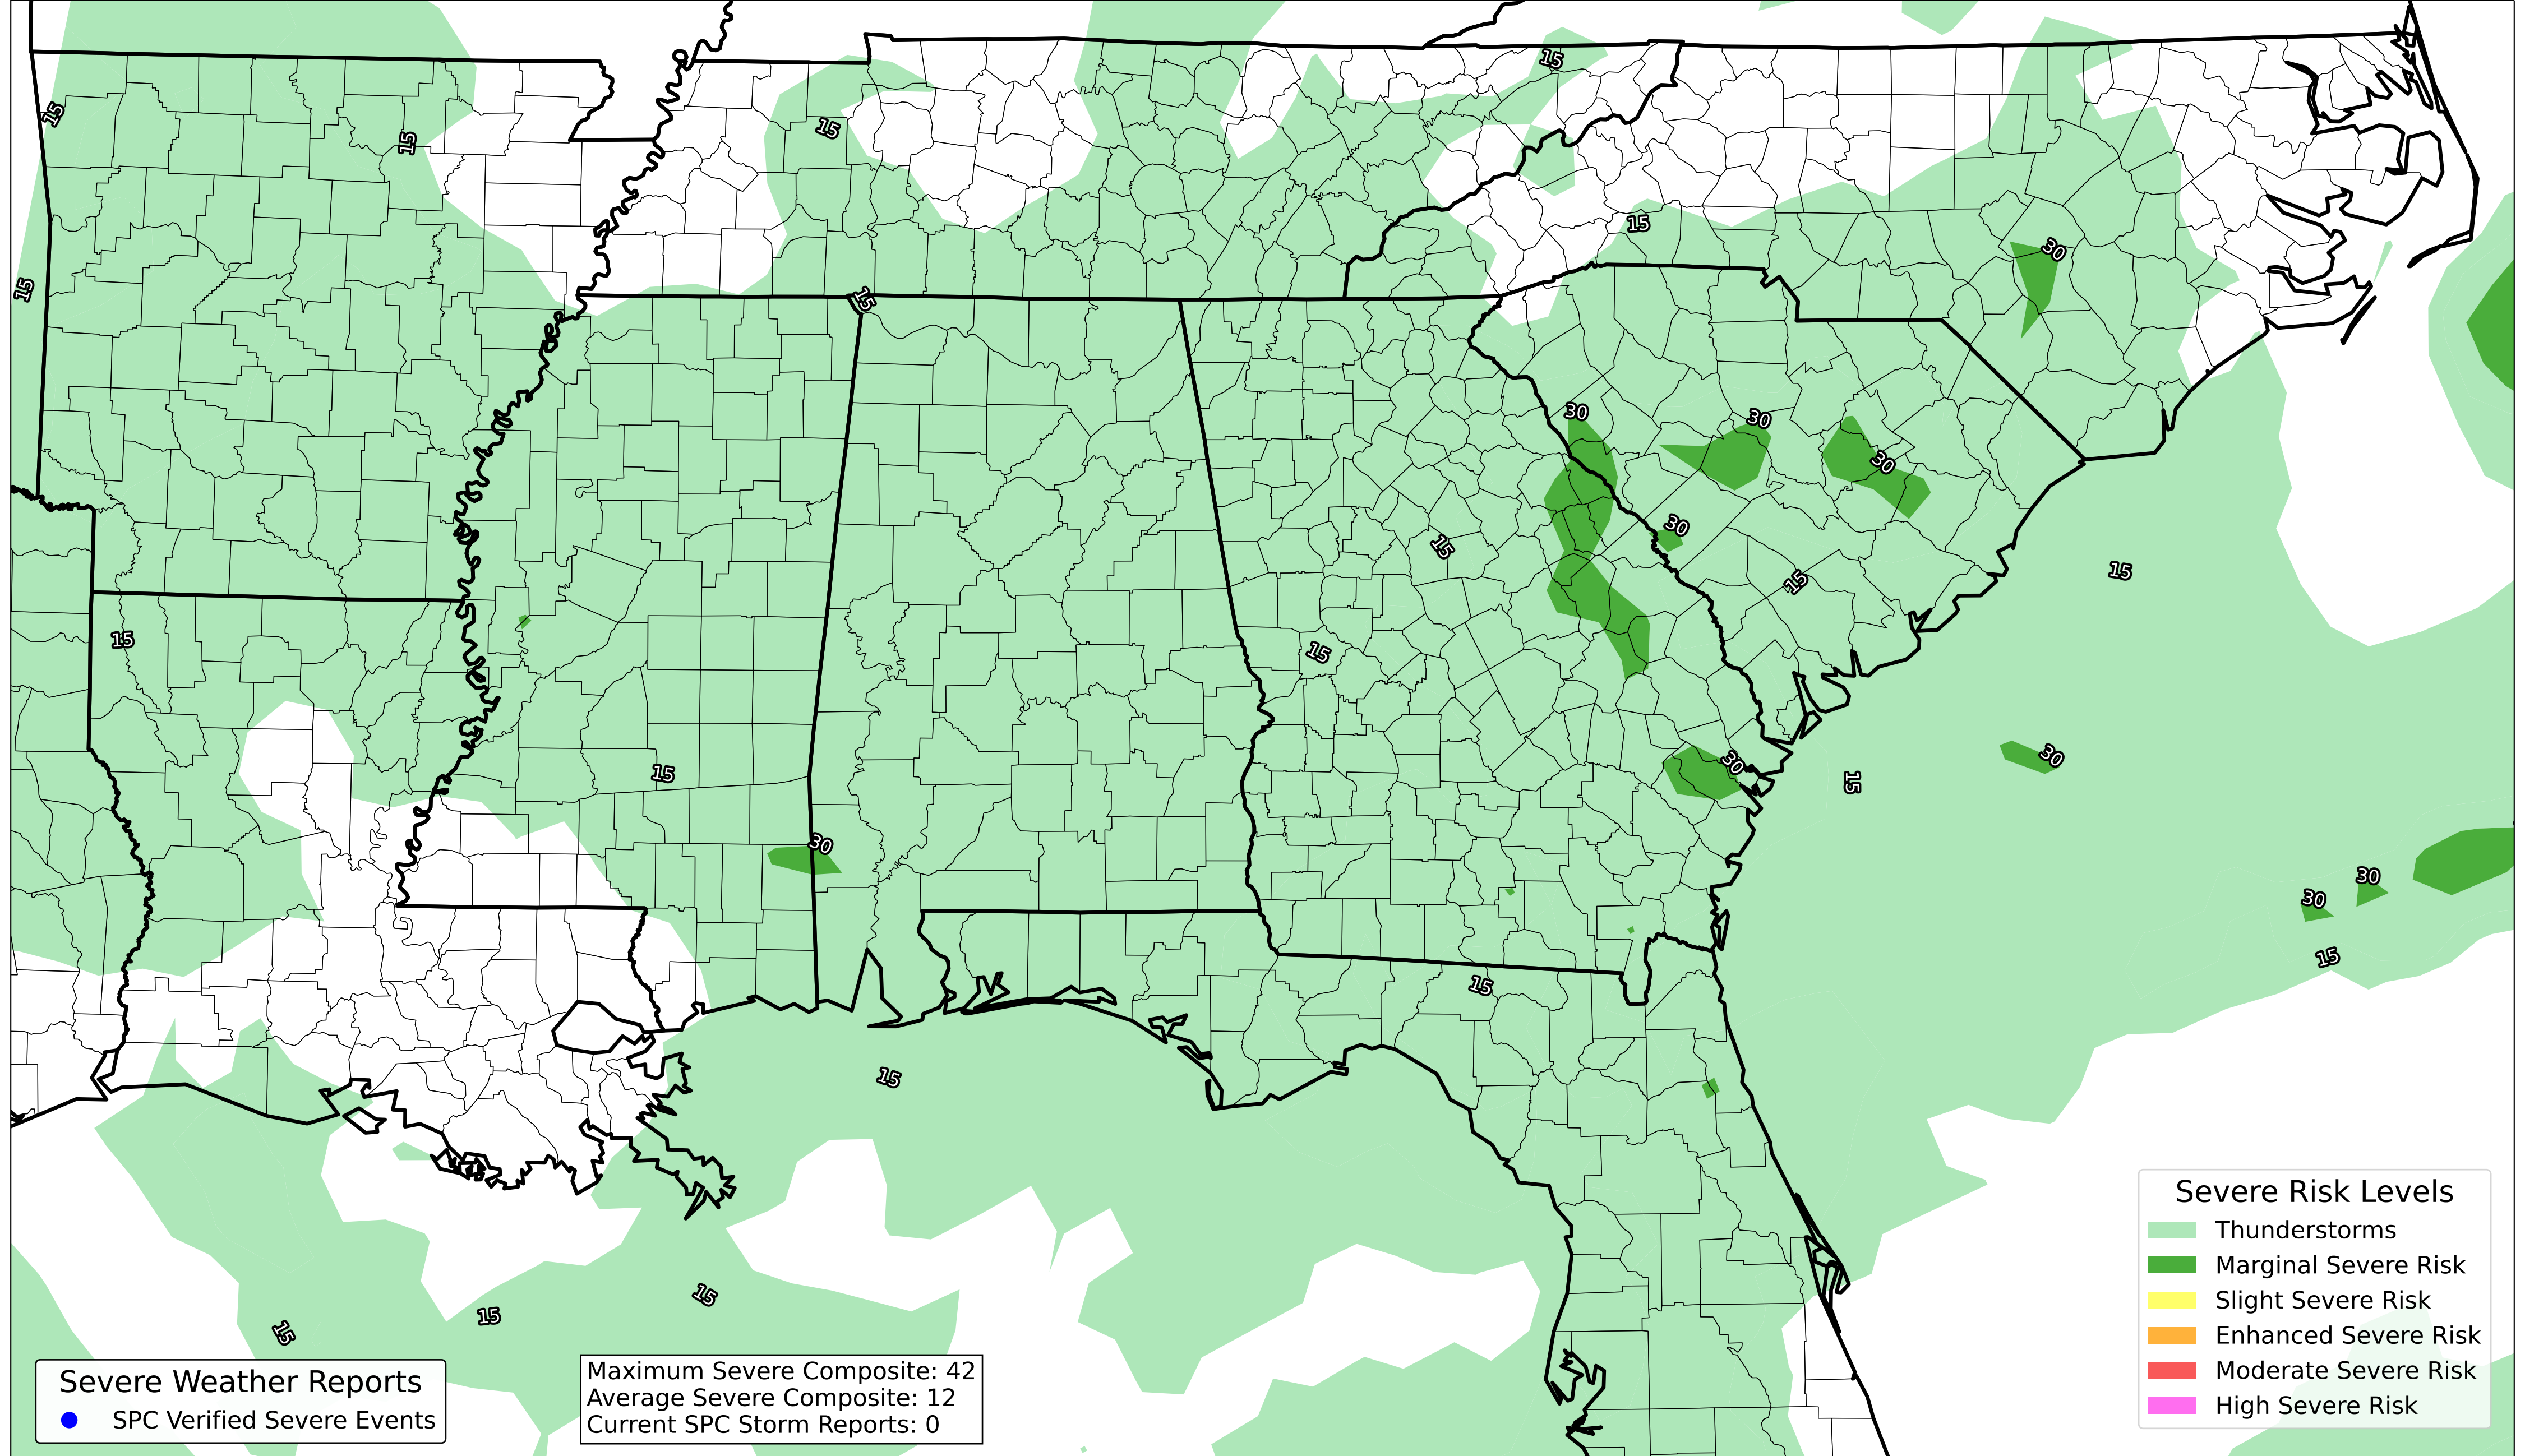 15
15
15
15
30
15
15
15
30
30
30
30
15
15
15
15
15
15
30
30
15
30
30
30
15
15
15
15
15
15
Severe Risk Levels
Thunderstorms
Marginal Severe Risk
Slight Severe Risk
Enhanced Severe Risk
Moderate Severe Risk
High Severe Risk
Severe Weather Reports
SPC Verified Severe Events
Maximum Severe Composite: 42
Average Severe Composite: 12
Current SPC Storm Reports: 0